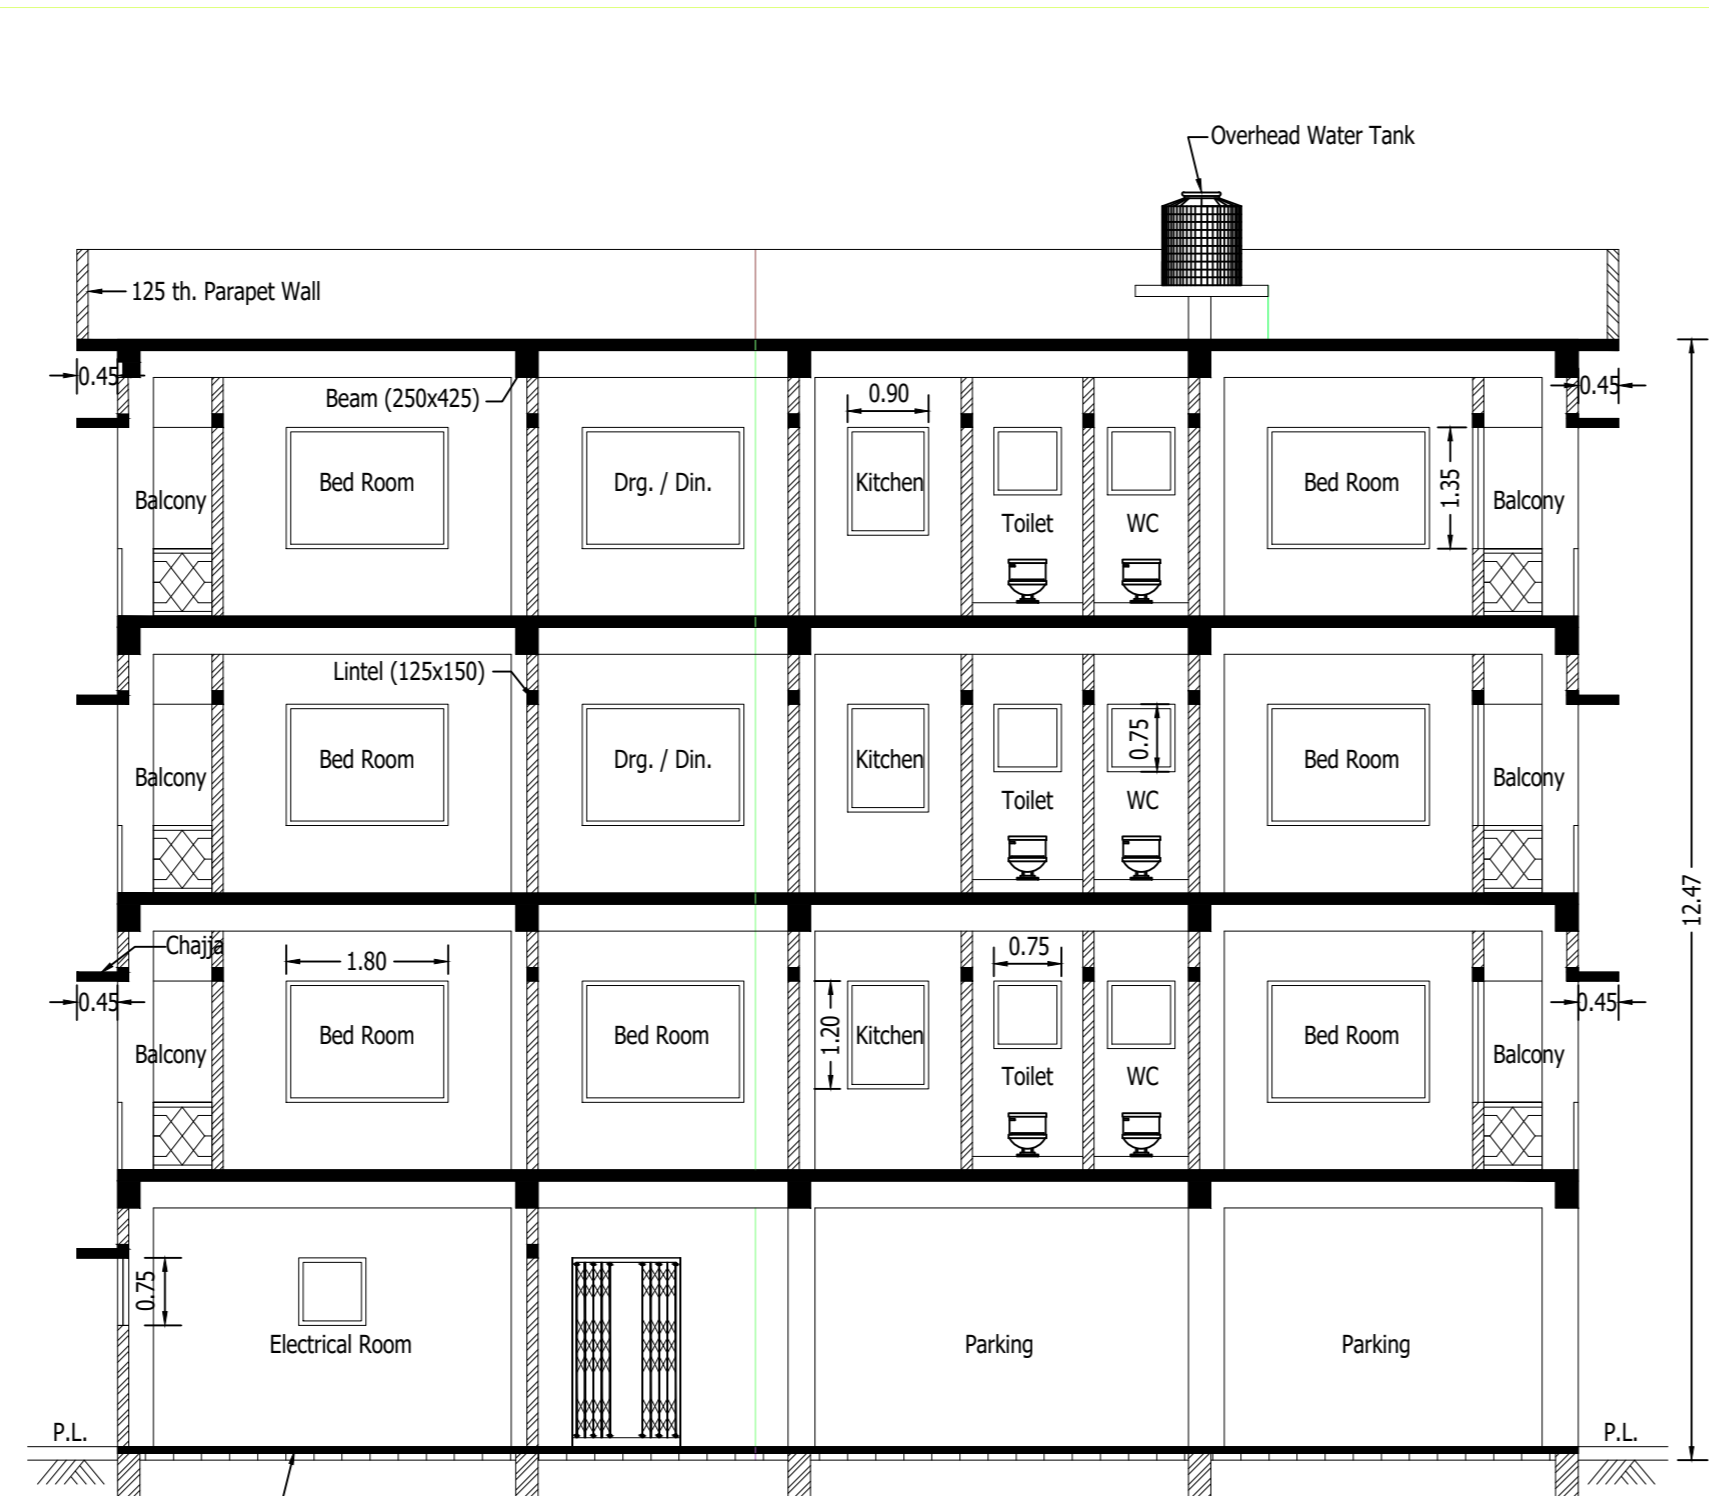 Overhead Water Tank
125 th. Parapet Wall
0.45
Beam (250x425)
0.90
0.45
Bed Room
Drg. / Din.
Kitchen
Bed Room
1.35
Balcony
Toilet
WC
Balcony
Lintel (125x150)
Bed Room
Drg. / Din.
Kitchen
0.75
Bed Room
Balcony
Toilet
WC
Balcony
12.47
Chajja
1.80
0.75
0.45
0.45
Bed Room
Bed Room
1.20
Kitchen
Bed Room
Balcony
Toilet
WC
Balcony
0.75
Electrical Room
Parking
Parking
P.L.
P.L.